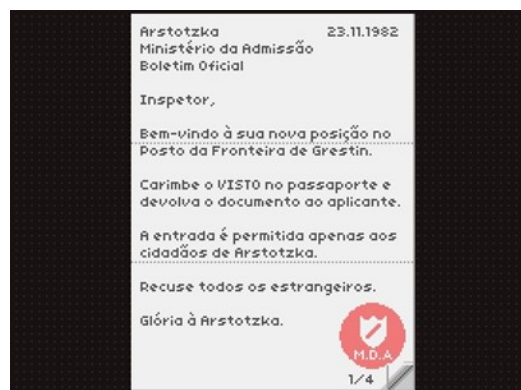 Arstotzka 23.11.1982
Ministério da Admissão
Boletim Oficial
Inspetor,
Bem-vindo à sua nova posição no
Posto da Fronteira de Grestin.
Carimbe o VISTO no passaporte e
devolva o documento ao aplicante.
A entrada é permitida apenas aos
cidadãos de Arstotzka.
Recuse todos os estrangeiros.
Glória à Arstotzka.
M.D.A
1/4